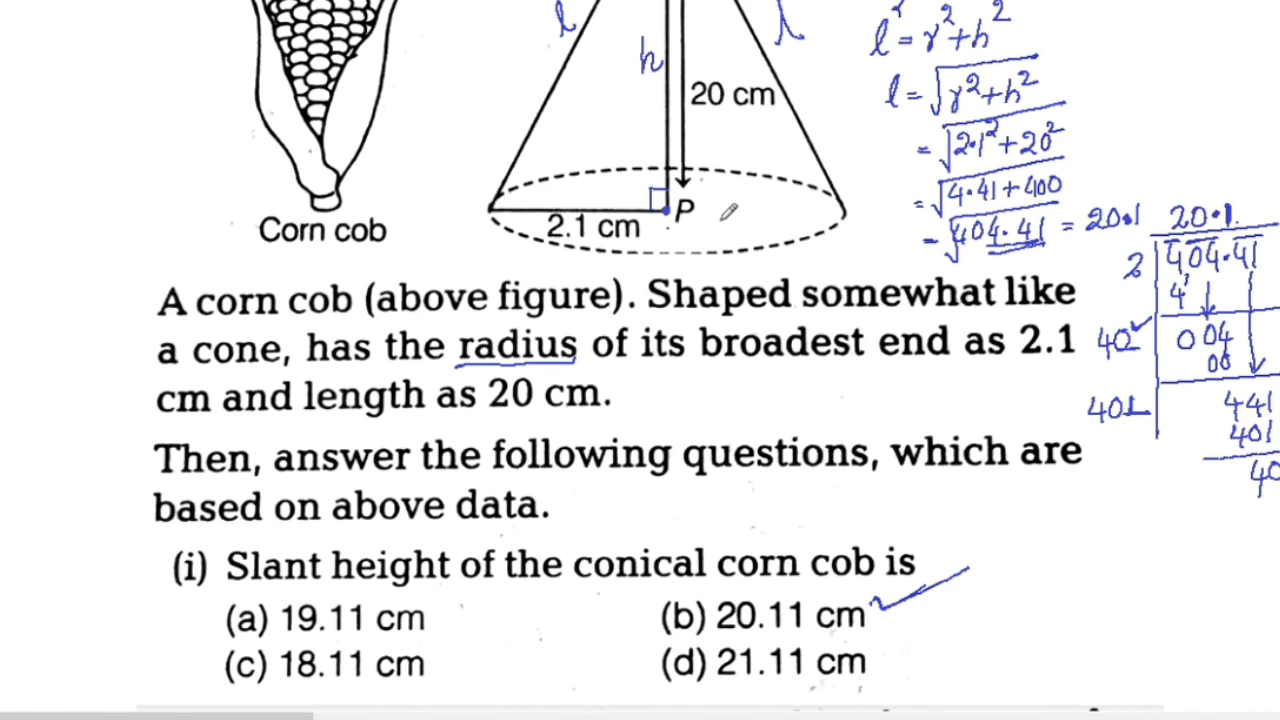 l
h
l
20 cm
P
2.1 cm
Corn cob
l² = r² + h²
l = √r² + h²
= √2.1² + 20²
= √4.41 + 400
= √404.41 = 20.1
20.1
2 404.41
4
402 0 04
00
401 441
401
40
A corn cob (above figure). Shaped somewhat like
a cone, has the radius of its broadest end as 2.1
cm and length as 20 cm.
Then, answer the following questions, which are
based on above data.
(i) Slant height of the conical corn cob is
(a) 19.11 cm (b) 20.11 cm
(c) 18.11 cm (d) 21.11 cm